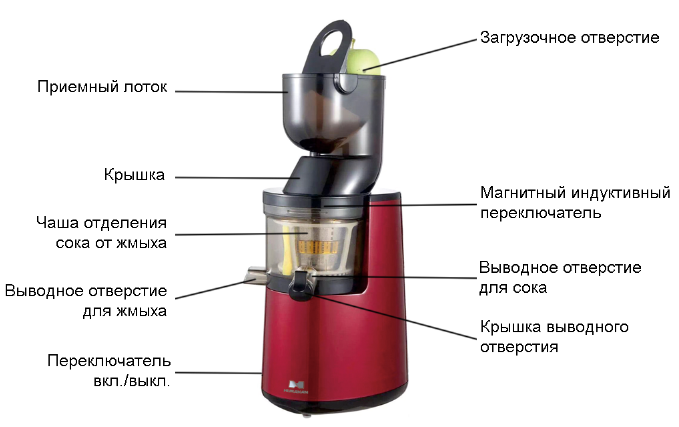 Загрузочное отверстие
Приемный лоток
Крышка
Магнитный индуктивный
переключатель
Чаша отделения
сока от жмыха
Выводное отверстие
для сока
Выводное отверстие
для жмыха
Крышка выводного
отверстия
Переключатель
вкл./выкл.